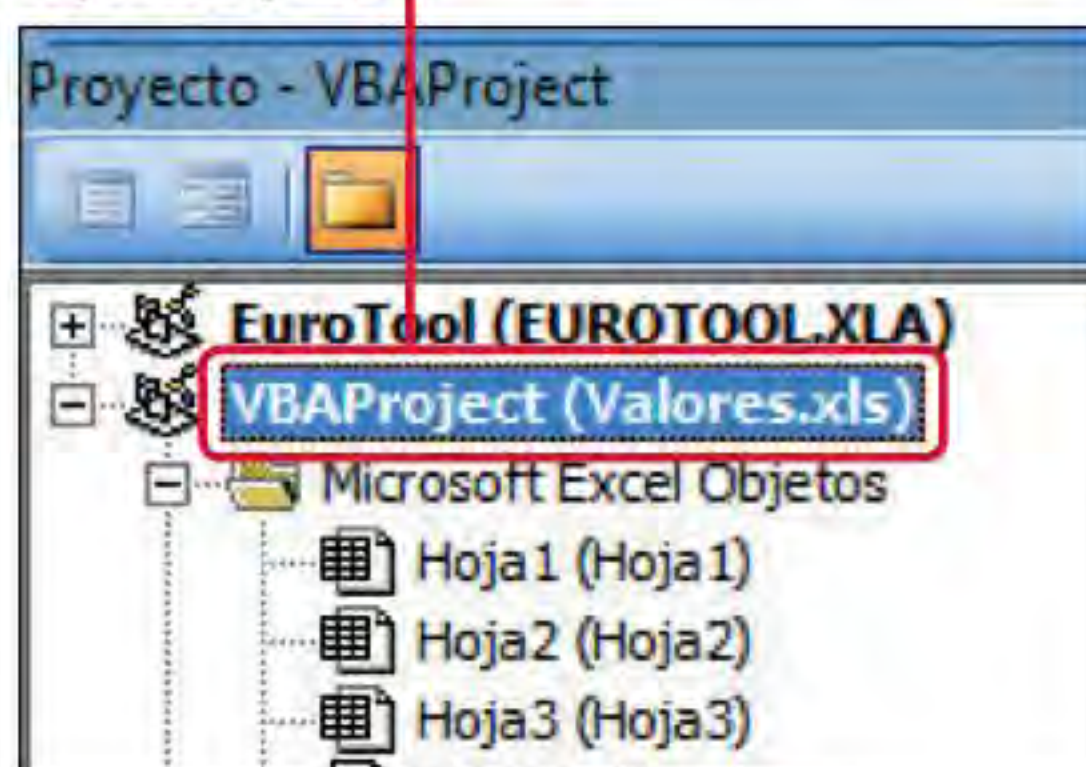 Proyecto - VBAProject
EuroTool (EUROTOOL.XLA)
VBAProject (Valores.xls)
Microsoft Excel Objetos
Hoja1 (Hoja1)
Hoja2 (Hoja2)
Hoja3 (Hoja3)